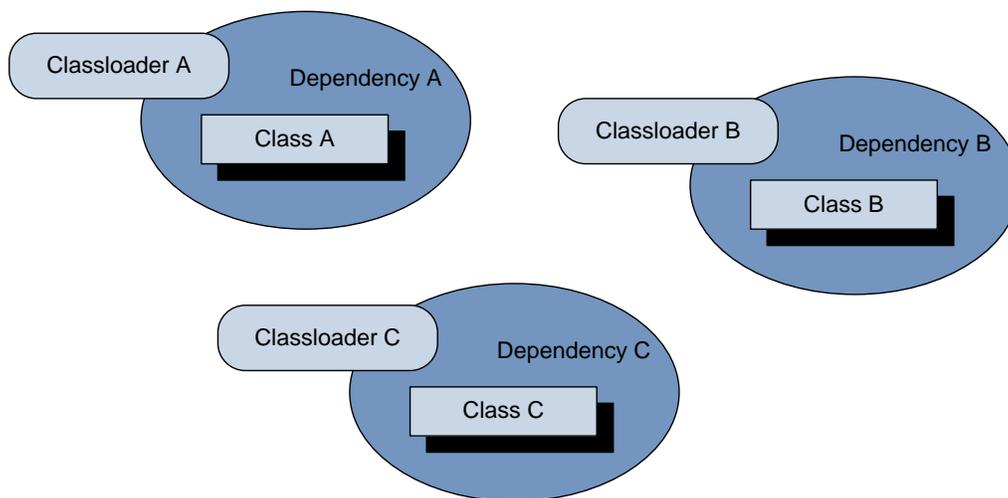 Classloader A
Dependency A
Class A
Classloader B
Dependency B
Class B
Classloader C
Dependency C
Class C